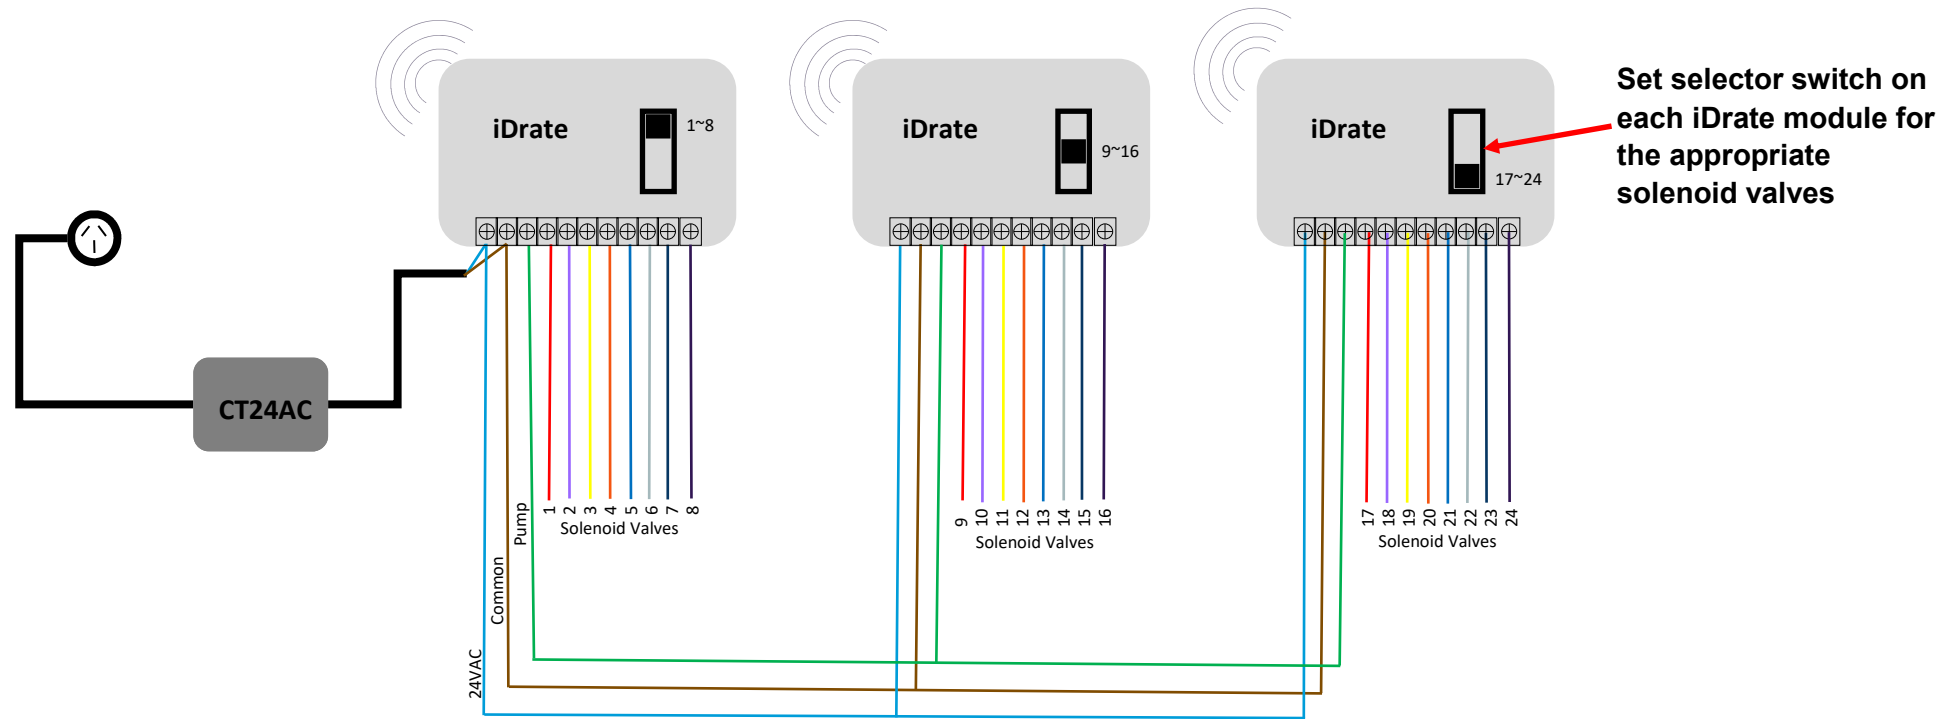 iDrate
1~8
iDrate
9~16
iDrate
17~24
Set selector switch on
each iDrate module for
the appropriate
solenoid valves
CT24AC
24VAC
Common
Pump
1 2 3 4 5 6 7 8
Solenoid Valves
9 10 11 12 13 14 15 16
Solenoid Valves
17 18 19 20 21 22 23 24
Solenoid Valves